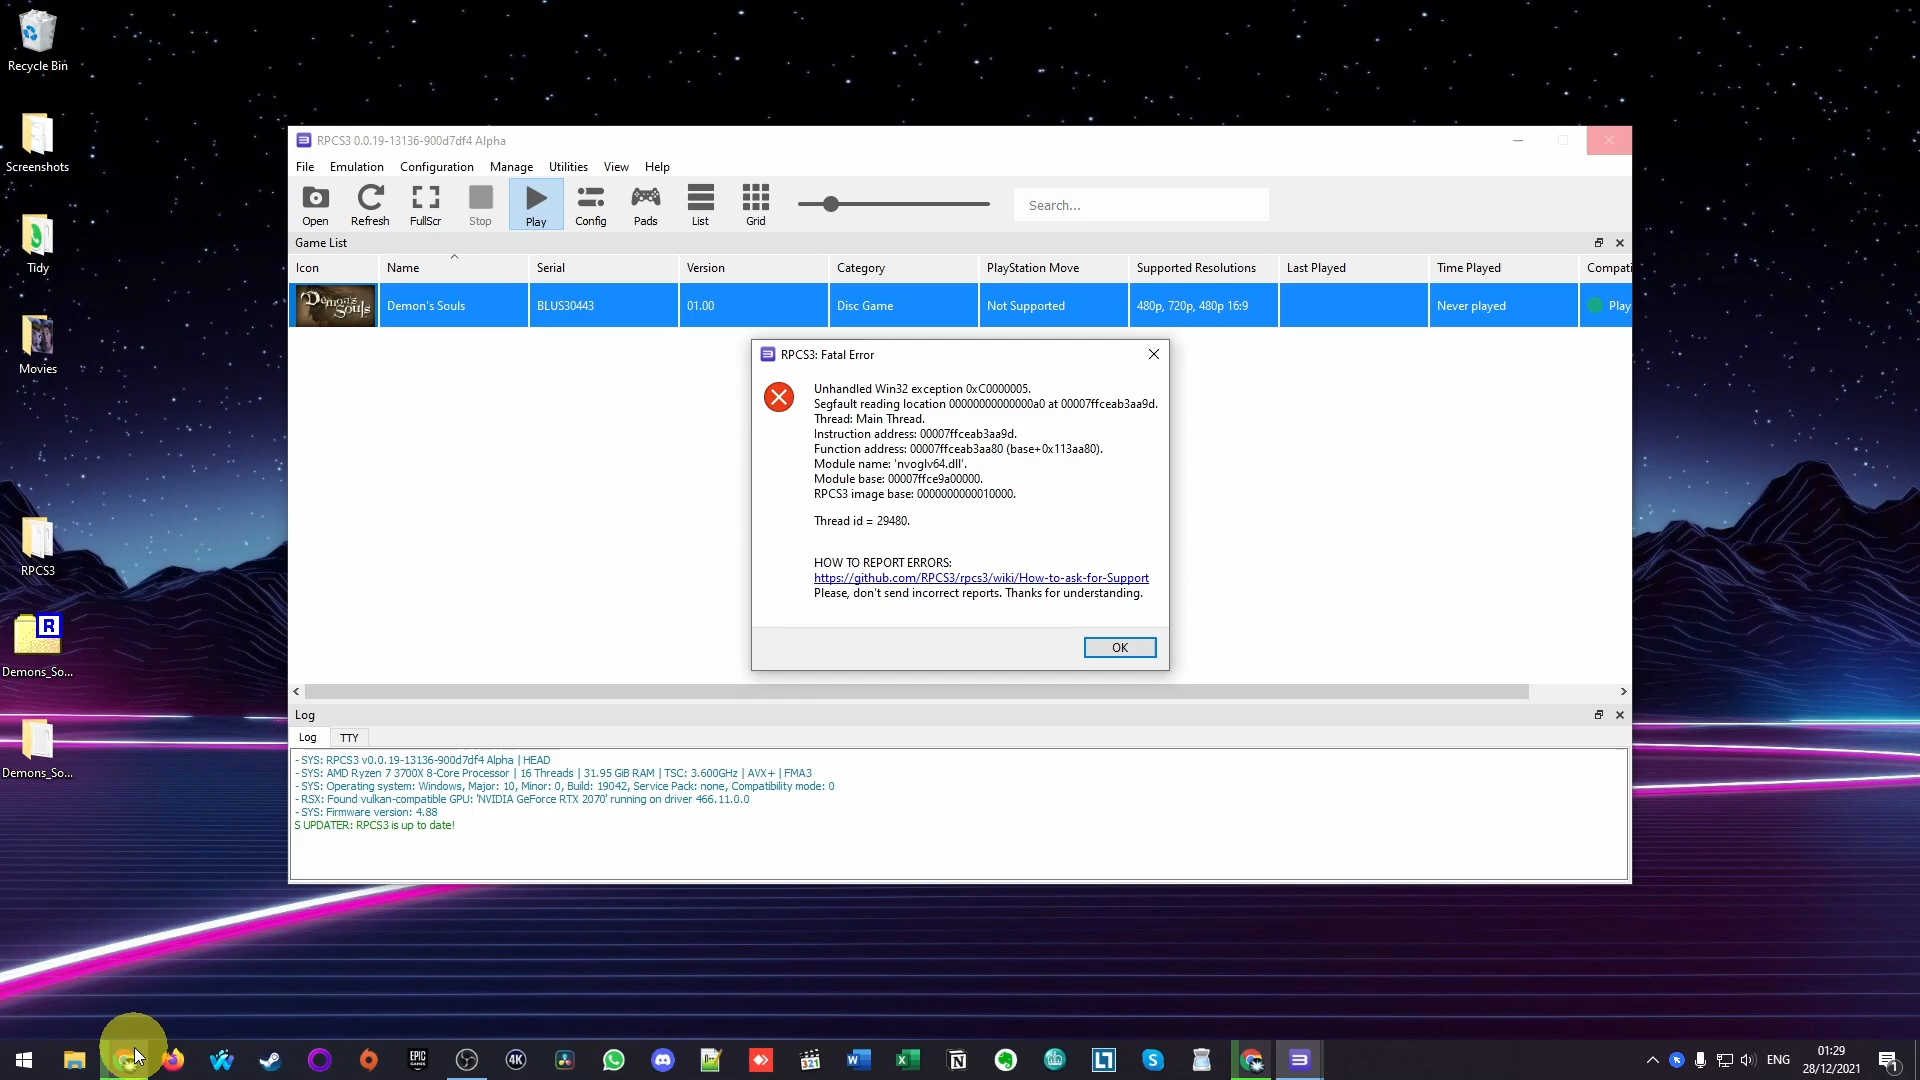 Recycle Bin
Screenshots
Tidy
Movies
RPCS3
R
Demons_So...
Demons_So...
RPCS3 0.0.19-13136-900d7df4 Alpha
File Emulation Configuration Manage Utilities View Help
Open Refresh FullScr Stop Play Config Pads List Grid
Search...
Game List
Icon Name Serial Version Category PlayStation Move Supported Resolutions Last Played Time Played Compati
Demon's Souls Demon's Souls BLUS30443 01.00 Disc Game Not Supported 480p, 720p, 480p 16:9 Never played Play
RPCS3: Fatal Error
Unhandled Win32 exception 0xC0000005.
Segfault reading location 00000000000000a0 at 00007ffceab3aa9d.
Thread: Main Thread.
Instruction address: 00007ffceab3aa9d.
Function address: 00007ffceab3aa80 (base+0x113aa80).
Module name: 'nvoglv64.dll'.
Module base: 00007ffce9a00000.
RPCS3 image base: 0000000000010000.
Thread id = 29480.
HOW TO REPORT ERRORS:
https://github.com/RPCS3/rpcs3/wiki/How-to-ask-for-Support
Please, don't send incorrect reports. Thanks for understanding.
OK
Log
Log TTY
- SYS: RPCS3 v0.0.19-13136-900d7df4 Alpha | HEAD
- SYS: AMD Ryzen 7 3700X 8-Core Processor | 16 Threads | 31.95 GiB RAM | TSC: 3.600GHz | AVX+ | FMA3
- SYS: Operating system: Windows, Major: 10, Minor: 0, Build: 19042, Service Pack: none, Compatibility mode: 0
- RSX: Found vulkan-compatible GPU: 'NVIDIA GeForce RTX 2070' running on driver 466.11.0.0
- SYS: Firmware version: 4.88
S UPDATER: RPCS3 is up to date!
EPIC
4K
321
ENG
01:29
28/12/2021
1